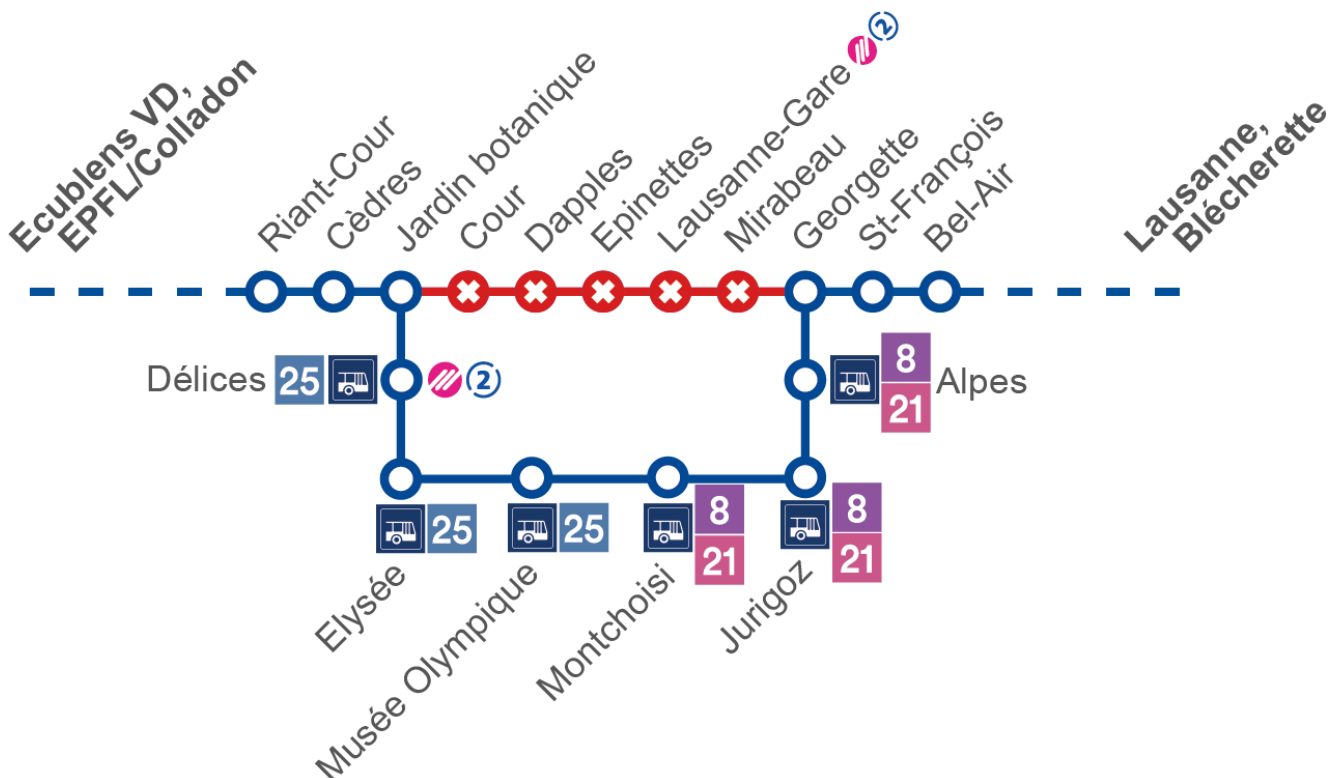 Ecublens VD,
EPFL/Colladon
Riant-Cour
Cèdres
Jardin botanique
Cour
Dapples
Epinettes
Lausanne-Gare 2
Mirabeau
Georgette
St-François
Bel-Air
Lausanne,
Blécherette
Délices 25
2
8
21
Alpes
25
Elysée
25
Musée Olympique
8
21
Montchoisi
8
21
Jurigoz